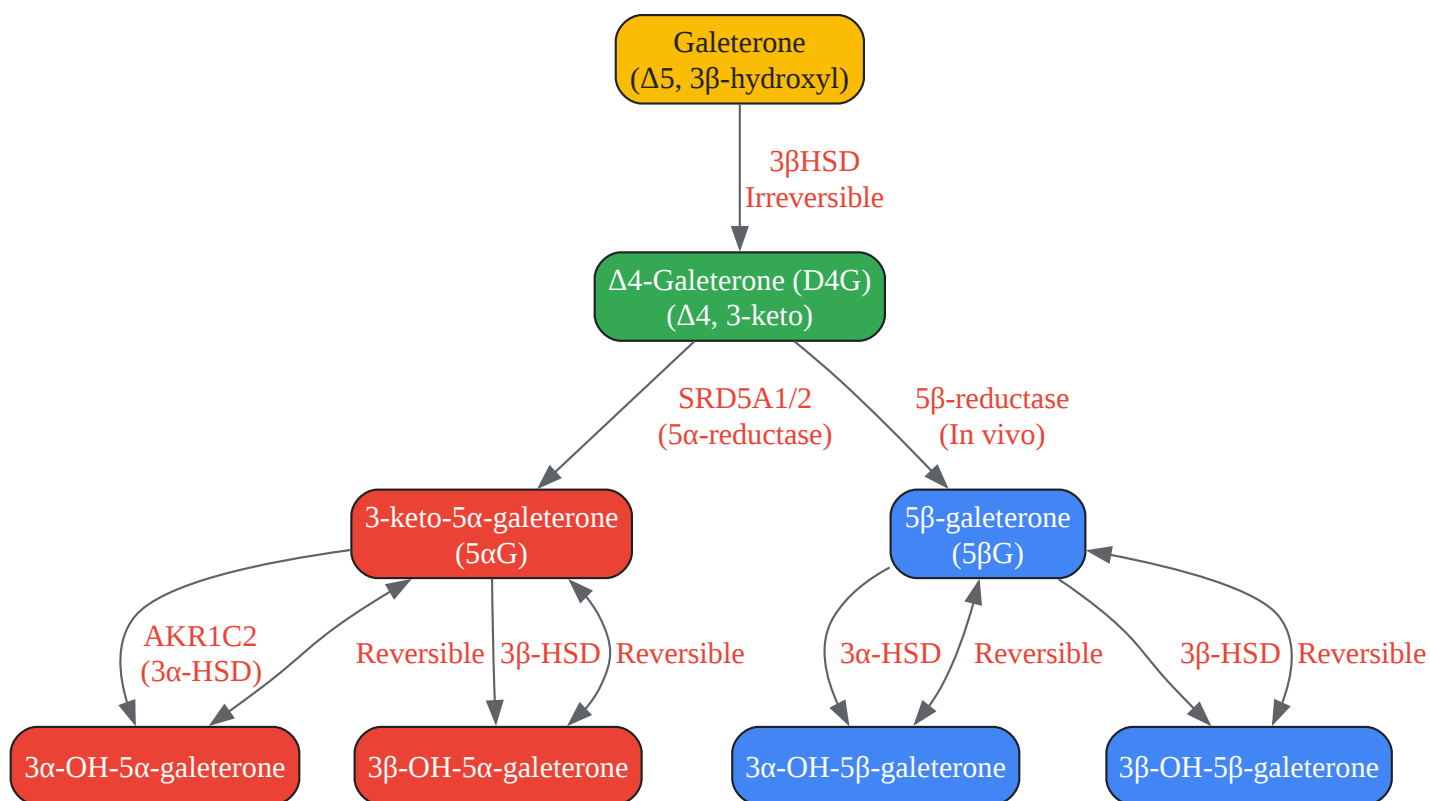 Galeterone
(Δ5, 3β-hydroxyl)
3βHSD
Irreversible
Δ4-Galeterone (D4G)
(Δ4, 3-keto)
SRD5A1/2
(5α-reductase)
5β-reductase
(In vivo)
3-keto-5α-galeterone
(5αG)
5β-galeterone
(5βG)
AKR1C2
(3α-HSD)
Reversible
3β-HSD
Reversible
3α-HSD
Reversible
3β-HSD
Reversible
3α-OH-5α-galeterone
3β-OH-5α-galeterone
3α-OH-5β-galeterone
3β-OH-5β-galeterone